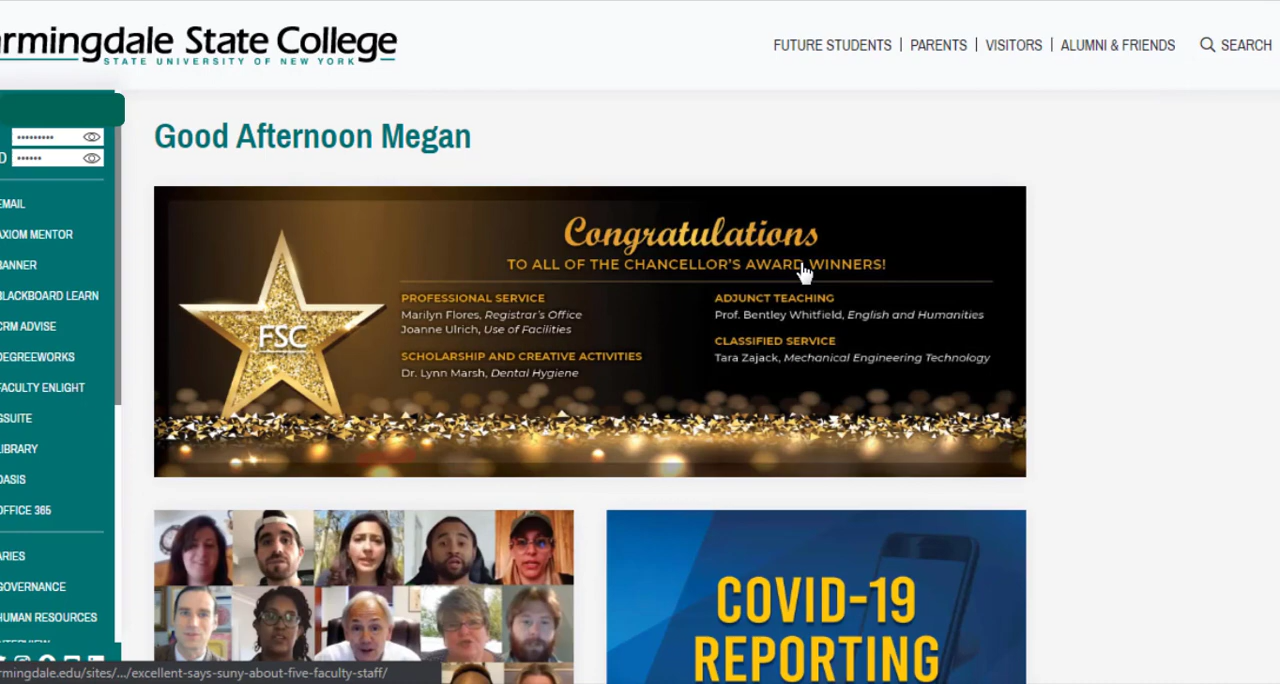 armingdale State College
STATE UNIVERSITY OF NEW YORK
FUTURE STUDENTS | PARENTS | VISITORS | ALUMNI & FRIENDS
SEARCH
D
EMAIL
AXIOM MENTOR
BANNER
BLACKBOARD LEARN
CRM ADVISE
DEGREEWORKS
FACULTY ENLIGHT
GSUITE
LIBRARY
OASIS
OFFICE 365
ARIES
GOVERNANCE
HUMAN RESOURCES
Good Afternoon Megan
Congratulations
TO ALL OF THE CHANCELLOR'S AWARD WINNERS!
FSC
PROFESSIONAL SERVICE
Marilyn Flores, Registrar's Office
Joanne Ulrich, Use of Facilities
SCHOLARSHIP AND CREATIVE ACTIVITIES
Dr. Lynn Marsh, Dental Hygiene
ADJUNCT TEACHING
Prof. Bentley Whitfield, English and Humanities
CLASSIFIED SERVICE
Tara Zajack, Mechanical Engineering Technology
COVID-19
REPORTING
rmingdale.edu/sites/.../excellent-says-suny-about-five-faculty-staff/